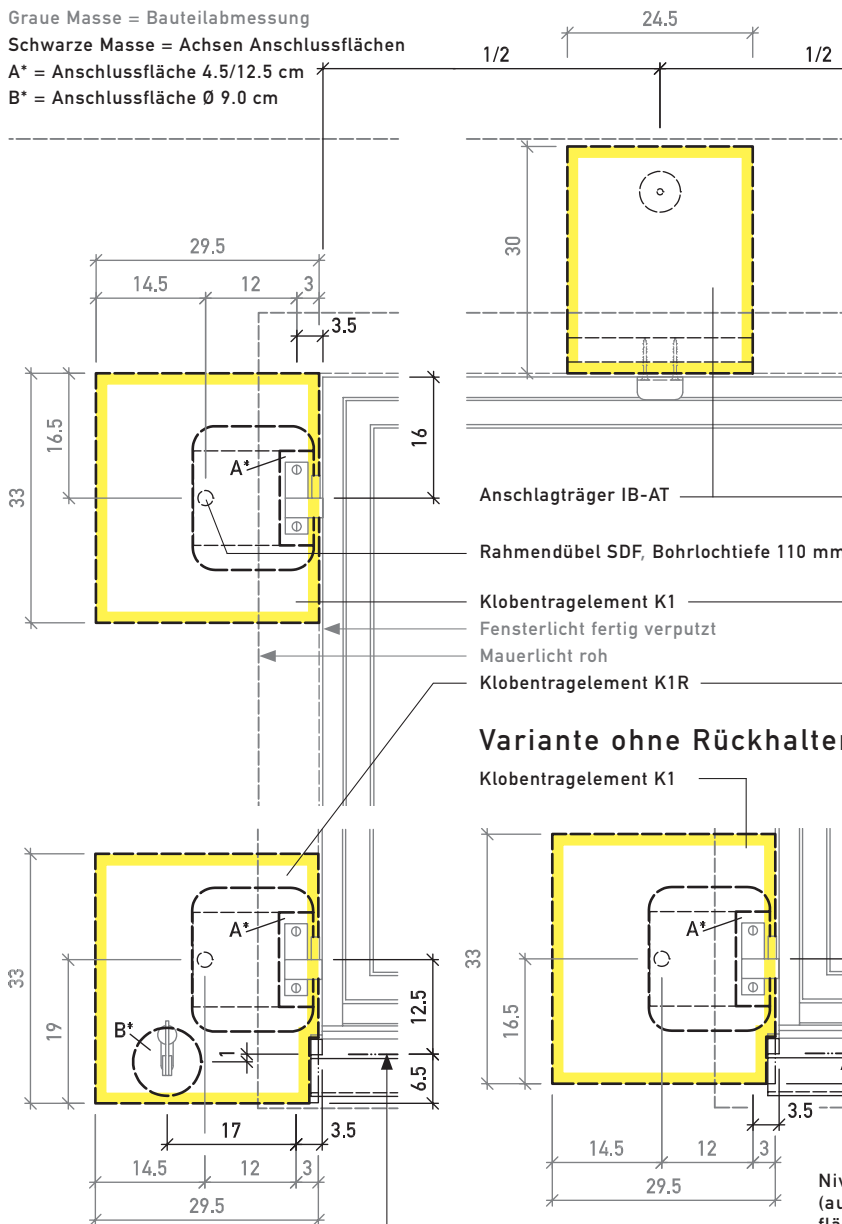 Graue Masse = Bauteilabmessung
Schwarze Masse = Achsen Anschlussflächen
A* = Anschlussfläche 4.5/12.5 cm
B* = Anschlussfläche Ø 9.0 cm
24.5
1/2
1/2
30
29.5
14.5
12
3
3.5
16.5
33
16
A*
Anschlagträger IB-AT
Rahmendübel SDF, Bohrlochtiefe 110 mm
Klobentragelement K1
Fensterlicht fertig verputzt
Mauerlicht roh
Klobentragelement K1R
Variante ohne Rückhalter
Klobentragelement K1
33
19
A*
B*
1
12.5
6.5
17
3.5
14.5
12
3
29.5
33
16.5
A*
3.5
14.5
12
3
29.5
Niv
(au
flä